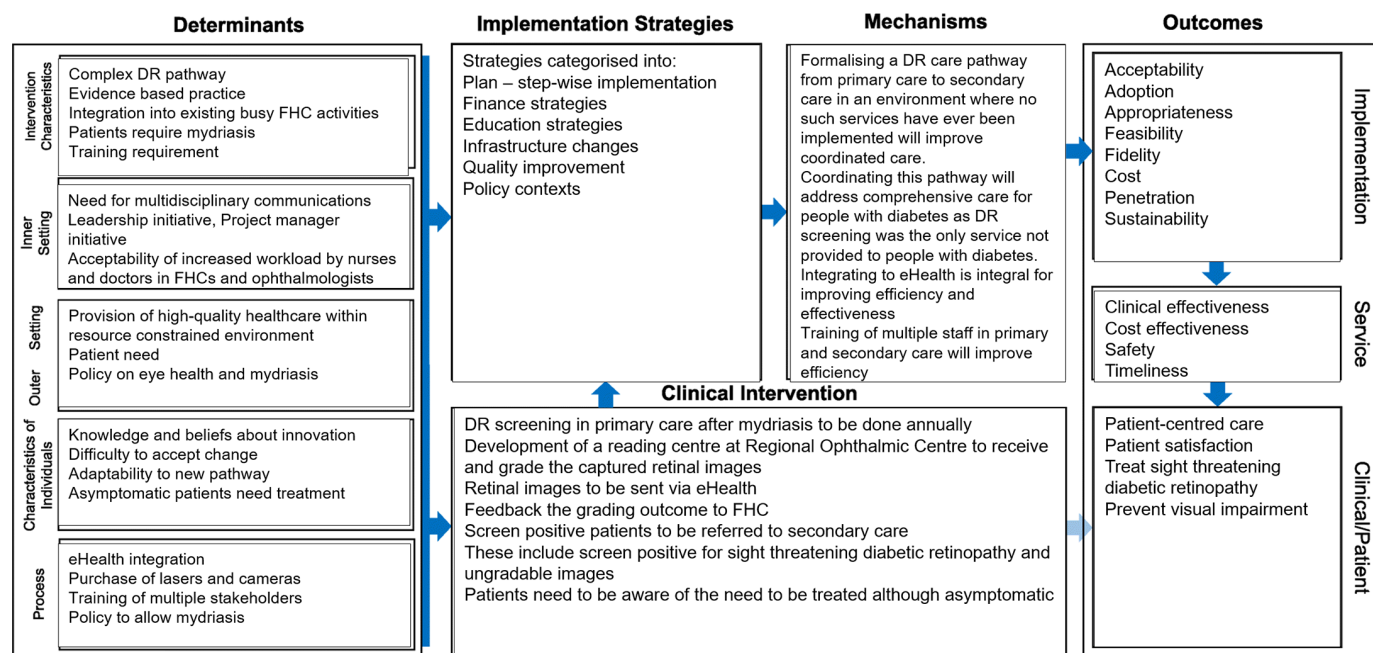 Determinants
Implementation Strategies
Mechanisms
Outcomes
Intervention
Characteristics
Complex DR pathway
Evidence based practice
Integration into existing busy FHC activities
Patients require mydriasis
Training requirement
Inner
Setting
Need for multidisciplinary communications
Leadership initiative, Project manager
initiative
Acceptability of increased workload by nurses
and doctors in FHCs and ophthalmologists
Outer
Setting
Provision of high-quality healthcare within
resource constrained environment
Patient need
Policy on eye health and mydriasis
Characteristics of
Individuals
Knowledge and beliefs about innovation
Difficulty to accept change
Adaptability to new pathway
Asymptomatic patients need treatment
Process
eHealth integration
Purchase of lasers and cameras
Training of multiple stakeholders
Policy to allow mydriasis
Strategies categorised into:
Plan – step-wise implementation
Finance strategies
Education strategies
Infrastructure changes
Quality improvement
Policy contexts
Formalising a DR care pathway
from primary care to secondary
care in an environment where no
such services have ever been
implemented will improve
coordinated care.
Coordinating this pathway will
address comprehensive care for
people with diabetes as DR
screening was the only service not
provided to people with diabetes.
Integrating to eHealth is integral for
improving efficiency and
effectiveness
Training of multiple staff in primary
and secondary care will improve
efficiency
Clinical Intervention
DR screening in primary care after mydriasis to be done annually
Development of a reading centre at Regional Ophthalmic Centre to receive
and grade the captured retinal images
Retinal images to be sent via eHealth
Feedback the grading outcome to FHC
Screen positive patients to be referred to secondary care
These include screen positive for sight threatening diabetic retinopathy and
ungradable images
Patients need to be aware of the need to be treated although asymptomatic
Acceptability
Adoption
Appropriateness
Feasibility
Fidelity
Cost
Penetration
Sustainability
Implementation
Clinical effectiveness
Cost effectiveness
Safety
Timeliness
Service
Patient-centred care
Patient satisfaction
Treat sight threatening
diabetic retinopathy
Prevent visual impairment
Clinical/Patient